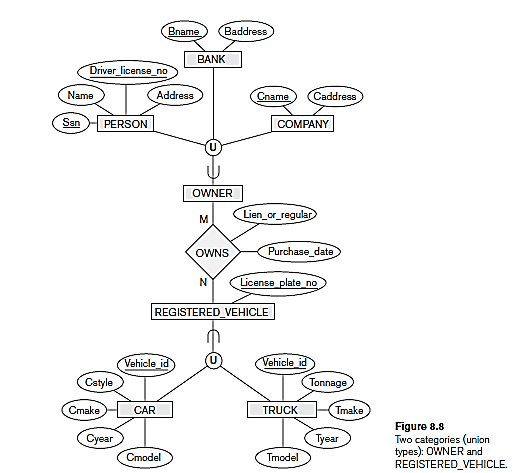 Bname
Baddress
BANK
Driver_license_no
Name
Address
Cname
Caddress
Ssn
PERSON
COMPANY
U
OWNER
M
Lien_or_regular
OWNS
Purchase_date
N
License_plate_no
REGISTERED_VEHICLE
U
Vehicle_id
Vehicle_id
Cstyle
Tonnage
Cmake
CAR
TRUCK
Tmake
Cyear
Tyear
Cmodel
Tmodel
Figure 8.8
Two categories (union
types): OWNER and
REGISTERED_VEHICLE.